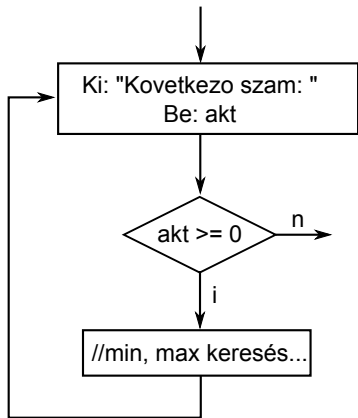 Ki: "Kovetkezo szam: "
Be: akt
akt >= 0
n
i
//min, max keresés...